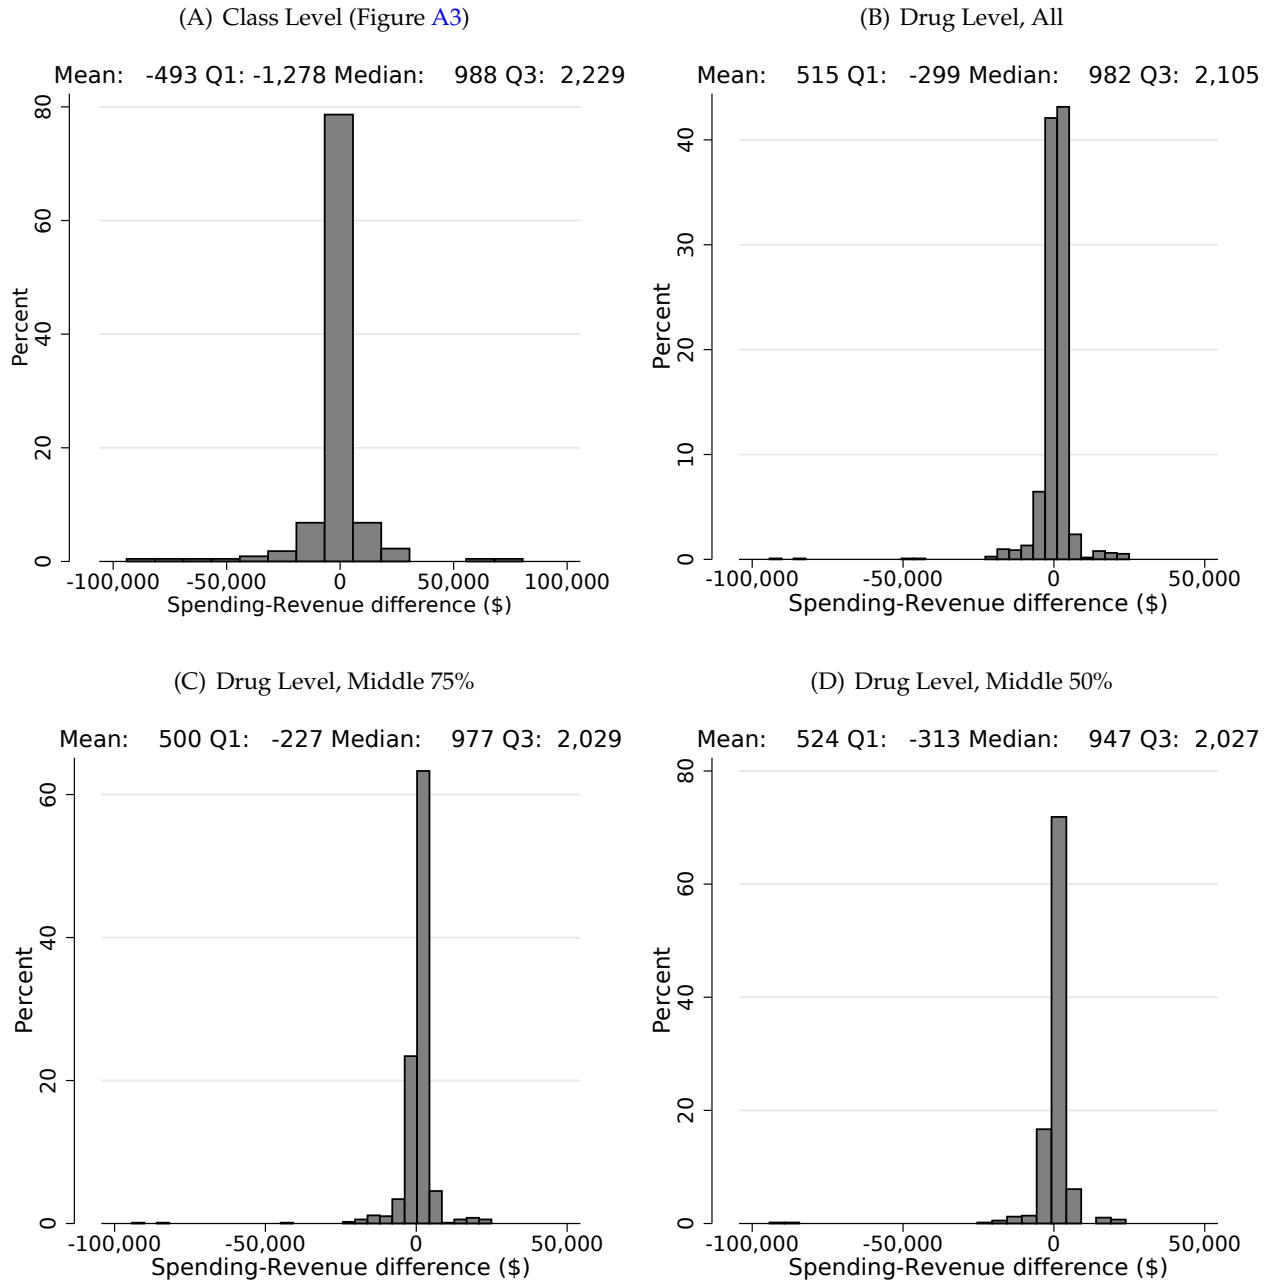 (A) Class Level (Figure A3)
Mean: -493 Q1: -1,278 Median: 988 Q3: 2,229
80
60
40
20
0
Percent
-100,000 -50,000 0 50,000 100,000
Spending-Revenue difference ($)
(B) Drug Level, All
Mean: 515 Q1: -299 Median: 982 Q3: 2,105
40
30
20
10
0
Percent
-100,000 -50,000 0 50,000
Spending-Revenue difference ($)
(C) Drug Level, Middle 75%
Mean: 500 Q1: -227 Median: 977 Q3: 2,029
60
40
20
0
Percent
-100,000 -50,000 0 50,000
Spending-Revenue difference ($)
(D) Drug Level, Middle 50%
Mean: 524 Q1: -313 Median: 947 Q3: 2,027
80
60
40
20
0
Percent
-100,000 -50,000 0 50,000
Spending-Revenue difference ($)